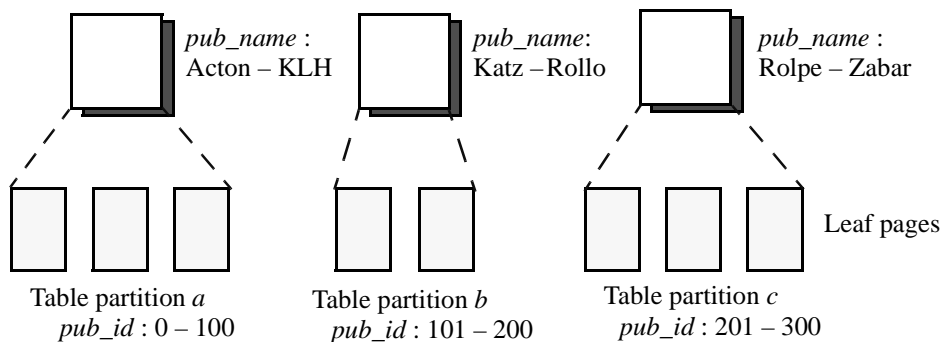 pub_name :
Acton – KLH
pub_name:
Katz – Rollo
pub_name :
Rolpe – Zabar
Leaf pages
Table partition a
pub_id : 0 – 100
Table partition b
pub_id : 101 – 200
Table partition c
pub_id : 201 – 300